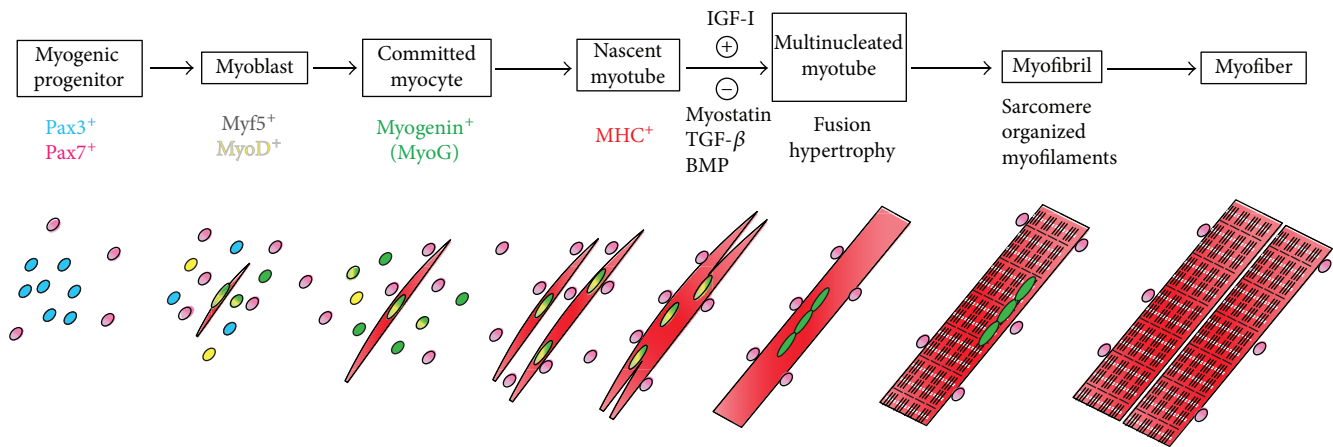 Myogenic
progenitor
Pax3⁺
Pax7⁺
Myoblast
Myf5⁺
MyoD⁺
Committed
myocyte
Myogenin⁺
(MyoG)
Nascent
myotube
MHC⁺
IGF-I
+
−
Myostatin
TGF-β
BMP
Multinucleated
myotube
Fusion
hypertrophy
Myofibril
Sarcomere
organized
myofilaments
Myofiber